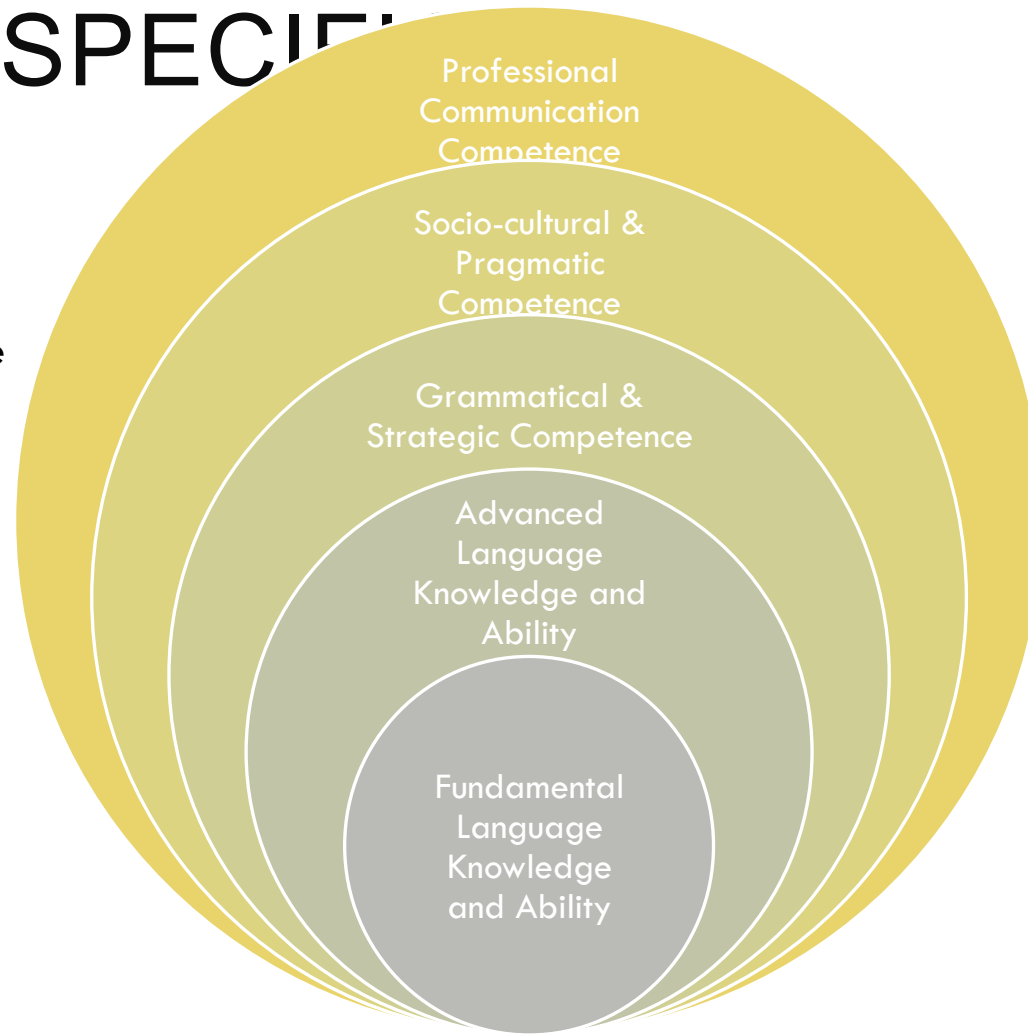 SPECIFI
Professional
Communication
Competence
Socio-cultural &
Pragmatic
Competence
e
Grammatical &
Strategic Competence
Advanced
Language
Knowledge and
Ability
Fundamental
Language
Knowledge
and Ability